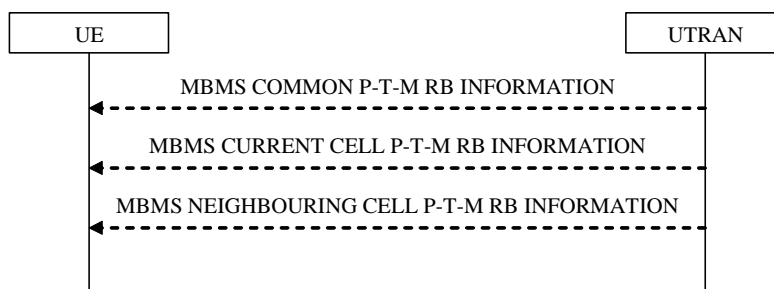 UE
UTRAN
MBMS COMMON P-T-M RB INFORMATION
MBMS CURRENT CELL P-T-M RB INFORMATION
MBMS NEIGHBOURING CELL P-T-M RB INFORMATION